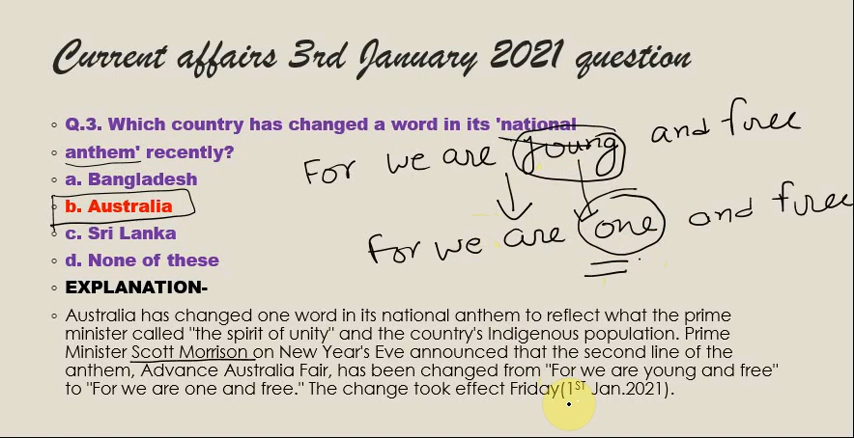 Current affairs 3rd January 2021 question
◦ Q.3. Which country has changed a word in its 'national
◦ anthem' recently?
For we are young and free
◦ a. Bangladesh
◦ b. Australia
For we are one and free
◦ c. Sri Lanka
◦ d. None of these
◦ EXPLANATION-
◦ Australia has changed one word in its national anthem to reflect what the prime
minister called "the spirit of unity" and the country's Indigenous population. Prime
Minister Scott Morrison on New Year's Eve announced that the second line of the
anthem, Advance Australia Fair, has been changed from "For we are young and free"
to "For we are one and free." The change took effect Friday(1ST Jan.2021).